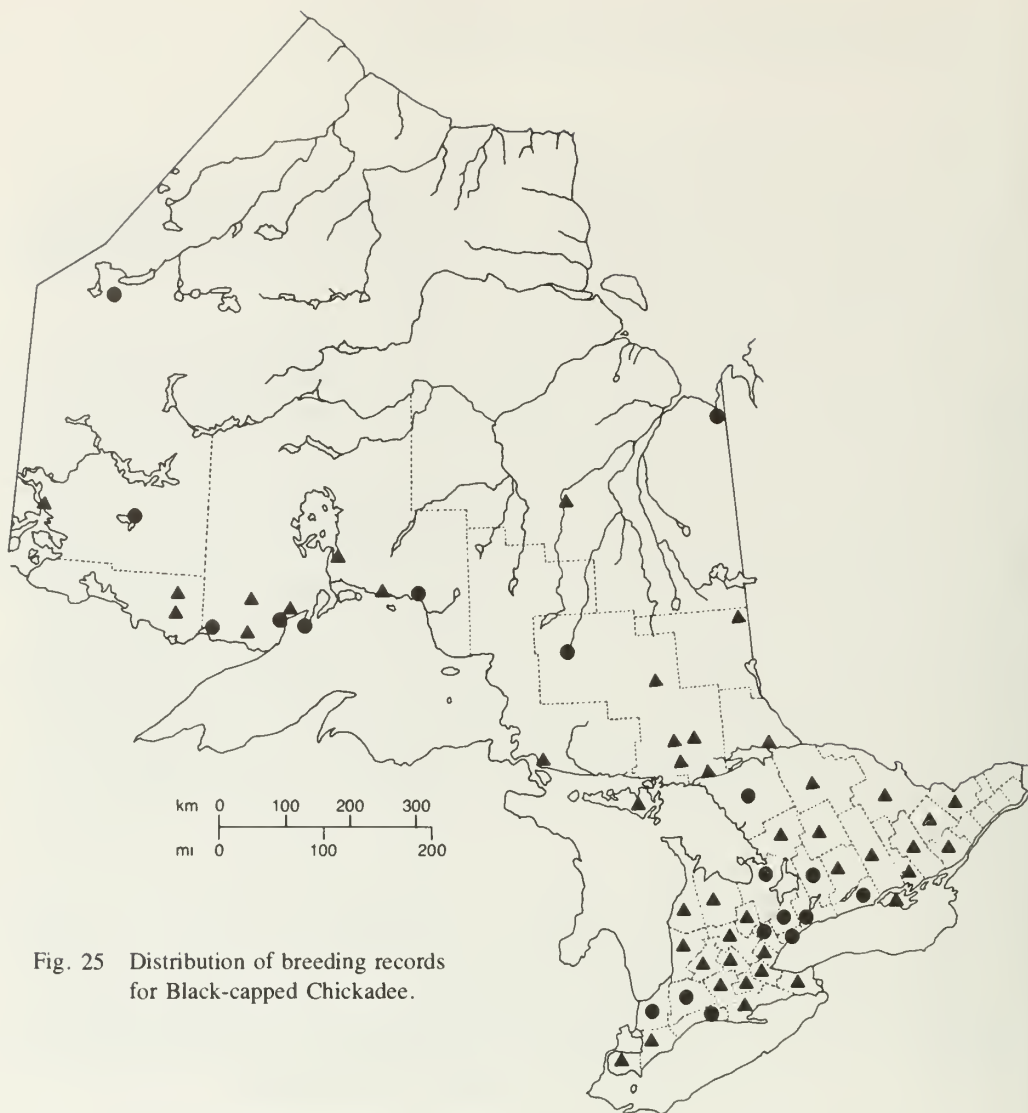 km 0 100 200 300
mi 0 100 200
Fig. 25 Distribution of breeding records
for Black-capped Chickadee.